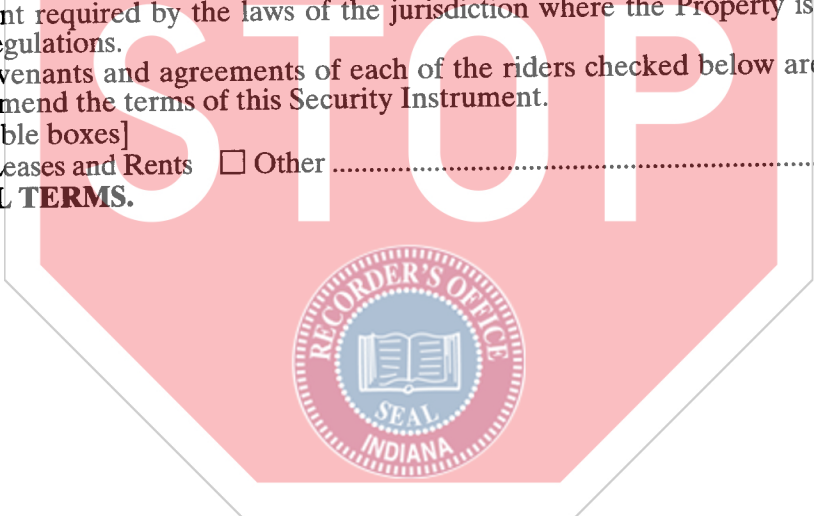 nt required by the laws of the jurisdiction where the Property is
egulations.
venants and agreements of each of the riders checked below are
mend the terms of this Security Instrument.
ble boxes]
eases and Rents ☐ Other ........................................................................
L TERMS.
STOP
RECORDER'S OFFICE
SEAL
INDIANA